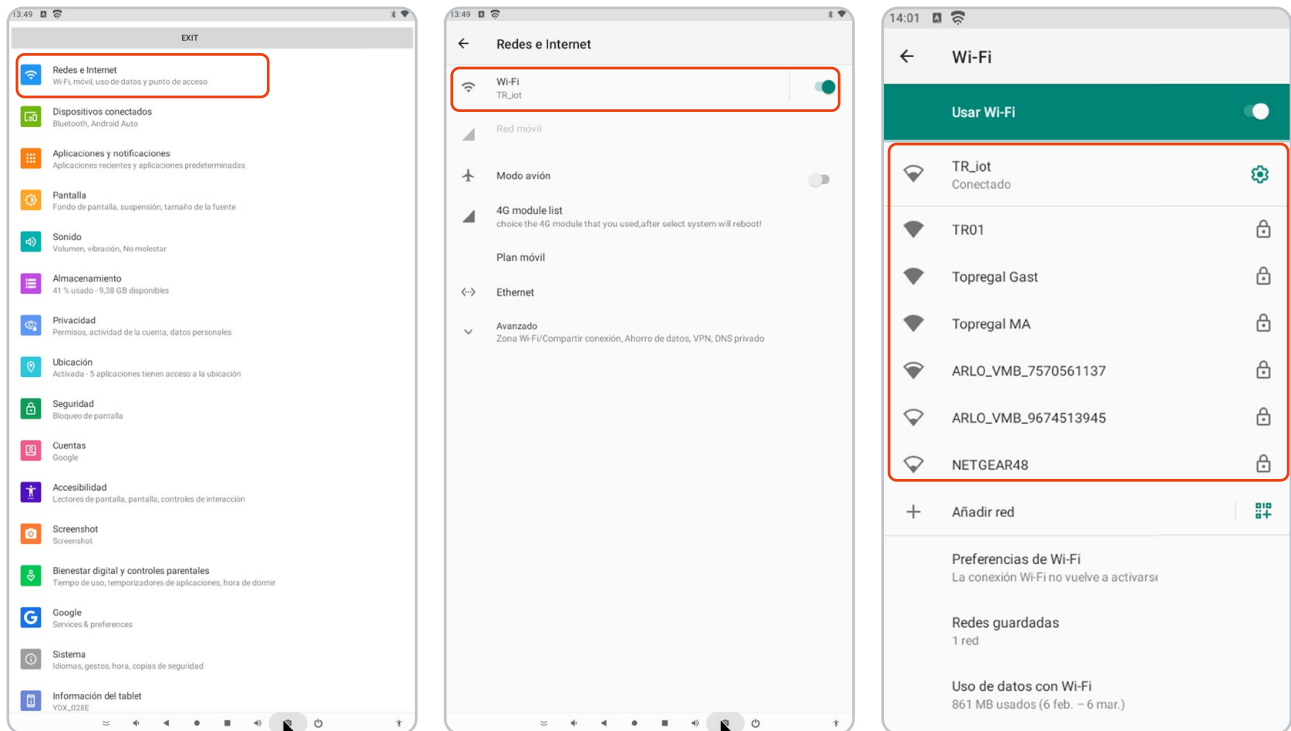 13:49
EXIT
Redes e Internet
Wi-Fi, móvil, uso de datos y punto de acceso
Dispositivos conectados
Bluetooth, Android Auto
Aplicaciones y notificaciones
Aplicaciones recientes y aplicaciones predeterminadas
Pantalla
Fondo de pantalla, suspensión, tamaño de la fuente
Sonido
Volumen, vibración, No molestar
Almacenamiento
41 % usado - 9,38 GB disponibles
Privacidad
Permisos, actividad de la cuenta, datos personales
Ubicación
Activada - 5 aplicaciones tienen acceso a la ubicación
Seguridad
Bloqueo de pantalla
Cuentas
Google
Accesibilidad
Lectores de pantalla, pantalla, controles de interacción
Screenshot
Screenshot
Bienestar digital y controles parentales
Tiempo de uso, temporizadores de aplicaciones, hora de dormir
Google
Services & preferences
Sistema
Idiomas, gestos, hora, copias de seguridad
Información del tablet
YDX_028E
13:49
Redes e Internet
Wi-Fi
TR_iot
Red móvil
Modo avión
4G module list
choice the 4G module that you used,after select system will reboot!
Plan móvil
Ethernet
Avanzado
Zona Wi-Fi/Compartir conexión, Ahorro de datos, VPN, DNS privado
14:01
Wi-Fi
Usar Wi-Fi
TR_iot
Conectado
TR01
Topregal Gast
Topregal MA
ARLO_VMB_7570561137
ARLO_VMB_9674513945
NETGEAR48
Añadir red
Preferencias de Wi-Fi
La conexión Wi-Fi no vuelve a activarse
Redes guardadas
1 red
Uso de datos con Wi-Fi
861 MB usados (6 feb. – 6 mar.)